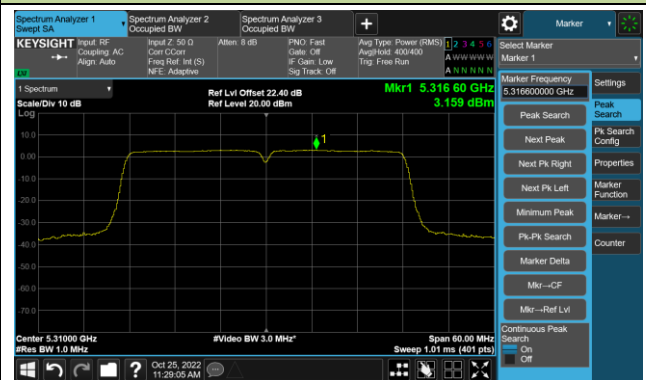 Spectrum Analyzer 1
Swept SA
Spectrum Analyzer 2
Occupied BW
Spectrum Analyzer 3
Occupied BW
+
Marker
KEYSIGHT
Input: RF
Coupling: AC
Align: Auto
Input Z: 50 Ω
Corr CCorr
Freq Ref: Int (S)
NFE: Adaptive
Atten: 8 dB
PNO: Fast
Gate: Off
IF Gain: Low
Sig Track: Off
Avg Type: Power (RMS)
Avg|Hold: 400/400
Trig: Free Run
1 2 3 4 5 6
A W W W W W
A N N N N N
Select Marker
Marker 1
1 Spectrum
Scale/Div 10 dB
Log
Ref Lvl Offset 22.40 dB
Ref Level 20.00 dBm
Mkr1 5.316 60 GHz
3.159 dBm
10.0
0.00
-10.0
-20.0
-30.0
-40.0
-50.0
-60.0
-70.0
1
Center 5.31000 GHz
#Res BW 1.0 MHz
#Video BW 3.0 MHz*
Span 60.00 MHz
Sweep 1.01 ms (401 pts)
Marker Frequency
5.316600000 GHz
Peak Search
Next Peak
Next Pk Right
Next Pk Left
Minimum Peak
Pk-Pk Search
Marker Delta
Mkr→CF
Mkr→Ref Lvl
Continuous Peak
Search
On
Off
Settings
Peak
Search
Pk Search
Config
Properties
Marker
Function
Marker→
Counter
?
Oct 25, 2022
11:29:05 AM